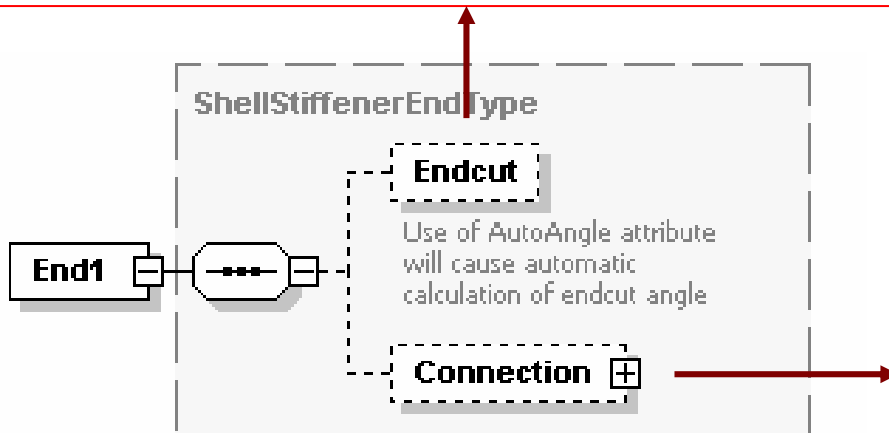 ShellStiffenerEndType
Endcut
Use of AutoAngle attribute
will cause automatic
calculation of endcut angle
End1
Connection